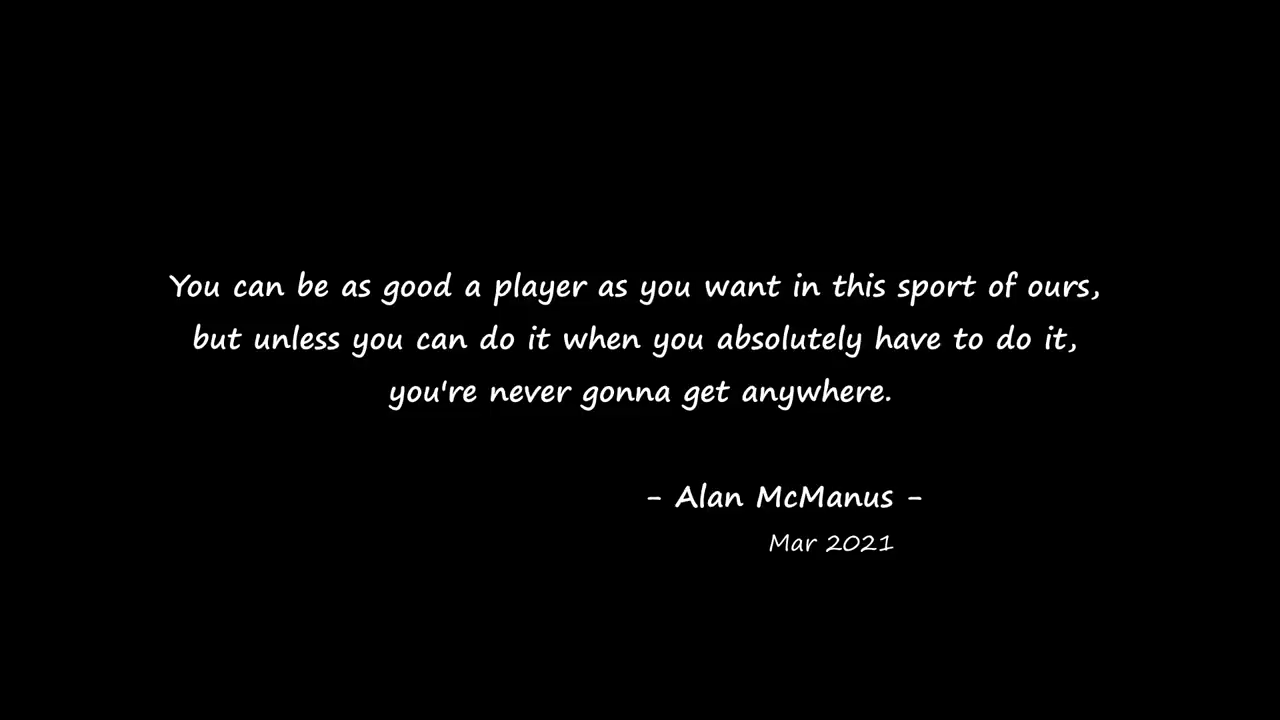 You can be as good a player as you want in this sport of ours,
but unless you can do it when you absolutely have to do it,
you're never gonna get anywhere.
- Alan McManus -
Mar 2021